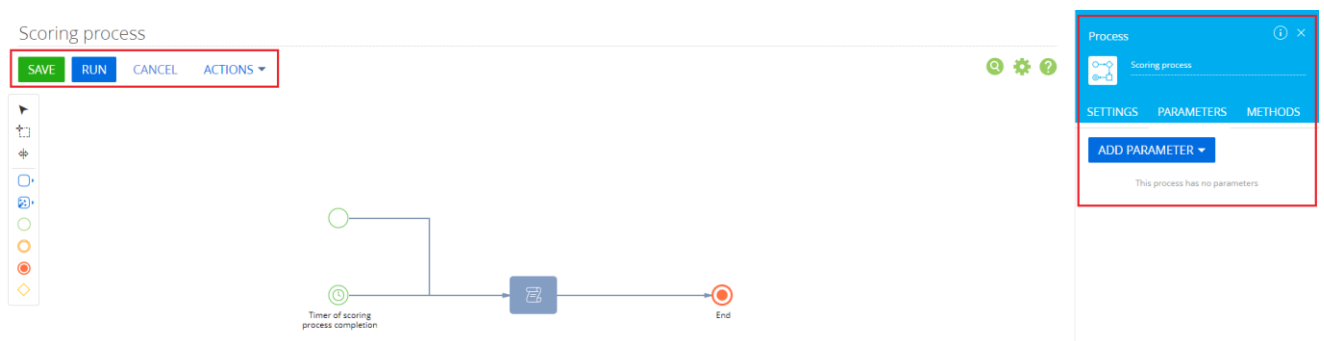 Scoring process
SAVE RUN CANCEL ACTIONS
Timer of scoring
process completion
End
Process
Scoring process
SETTINGS PARAMETERS METHODS
ADD PARAMETER
This process has no parameters